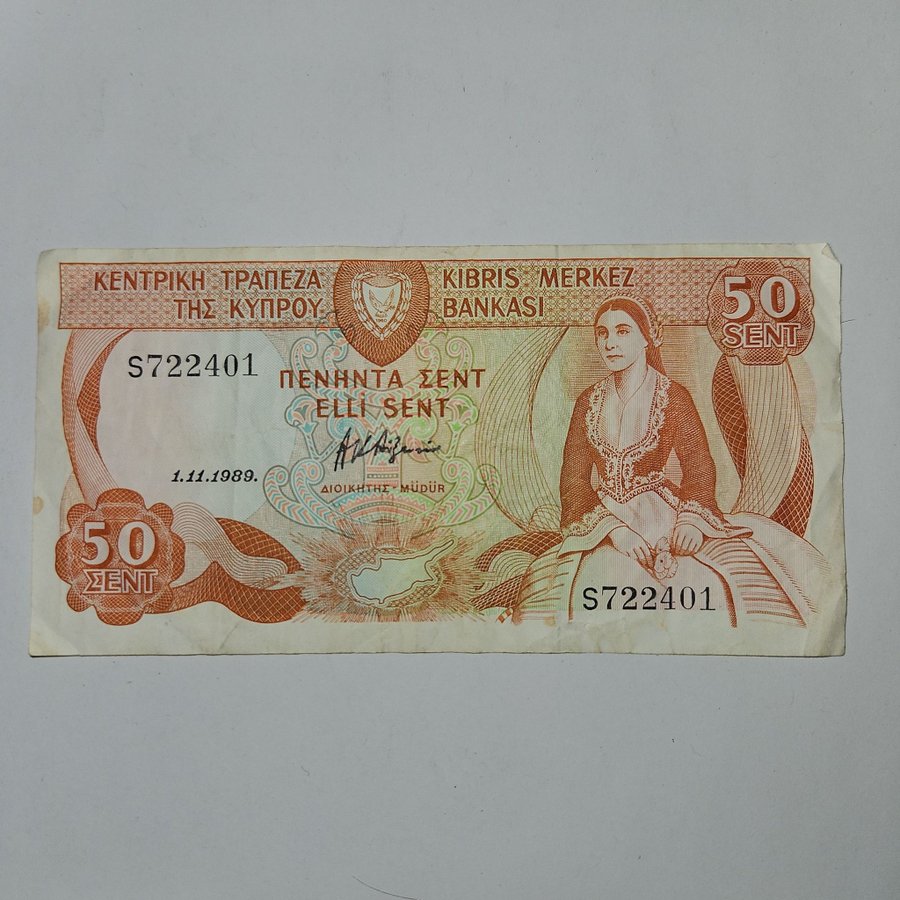 ΚΕΝΤΡΙΚΗ ΤΡΑΠΕΖΑ
ΤΗΣ ΚΥΠΡΟΥ
KIBRIS MERKEZ
BANKASI
50
SENT
S722401
ΠΕΝΗΝΤΑ ΣΕΝΤ
ELLİ SENT
1.11.1989.
ΔΙΟΙΚΗΤΗΣ - MÜDÜR
50
ΣΕΝΤ
S722401